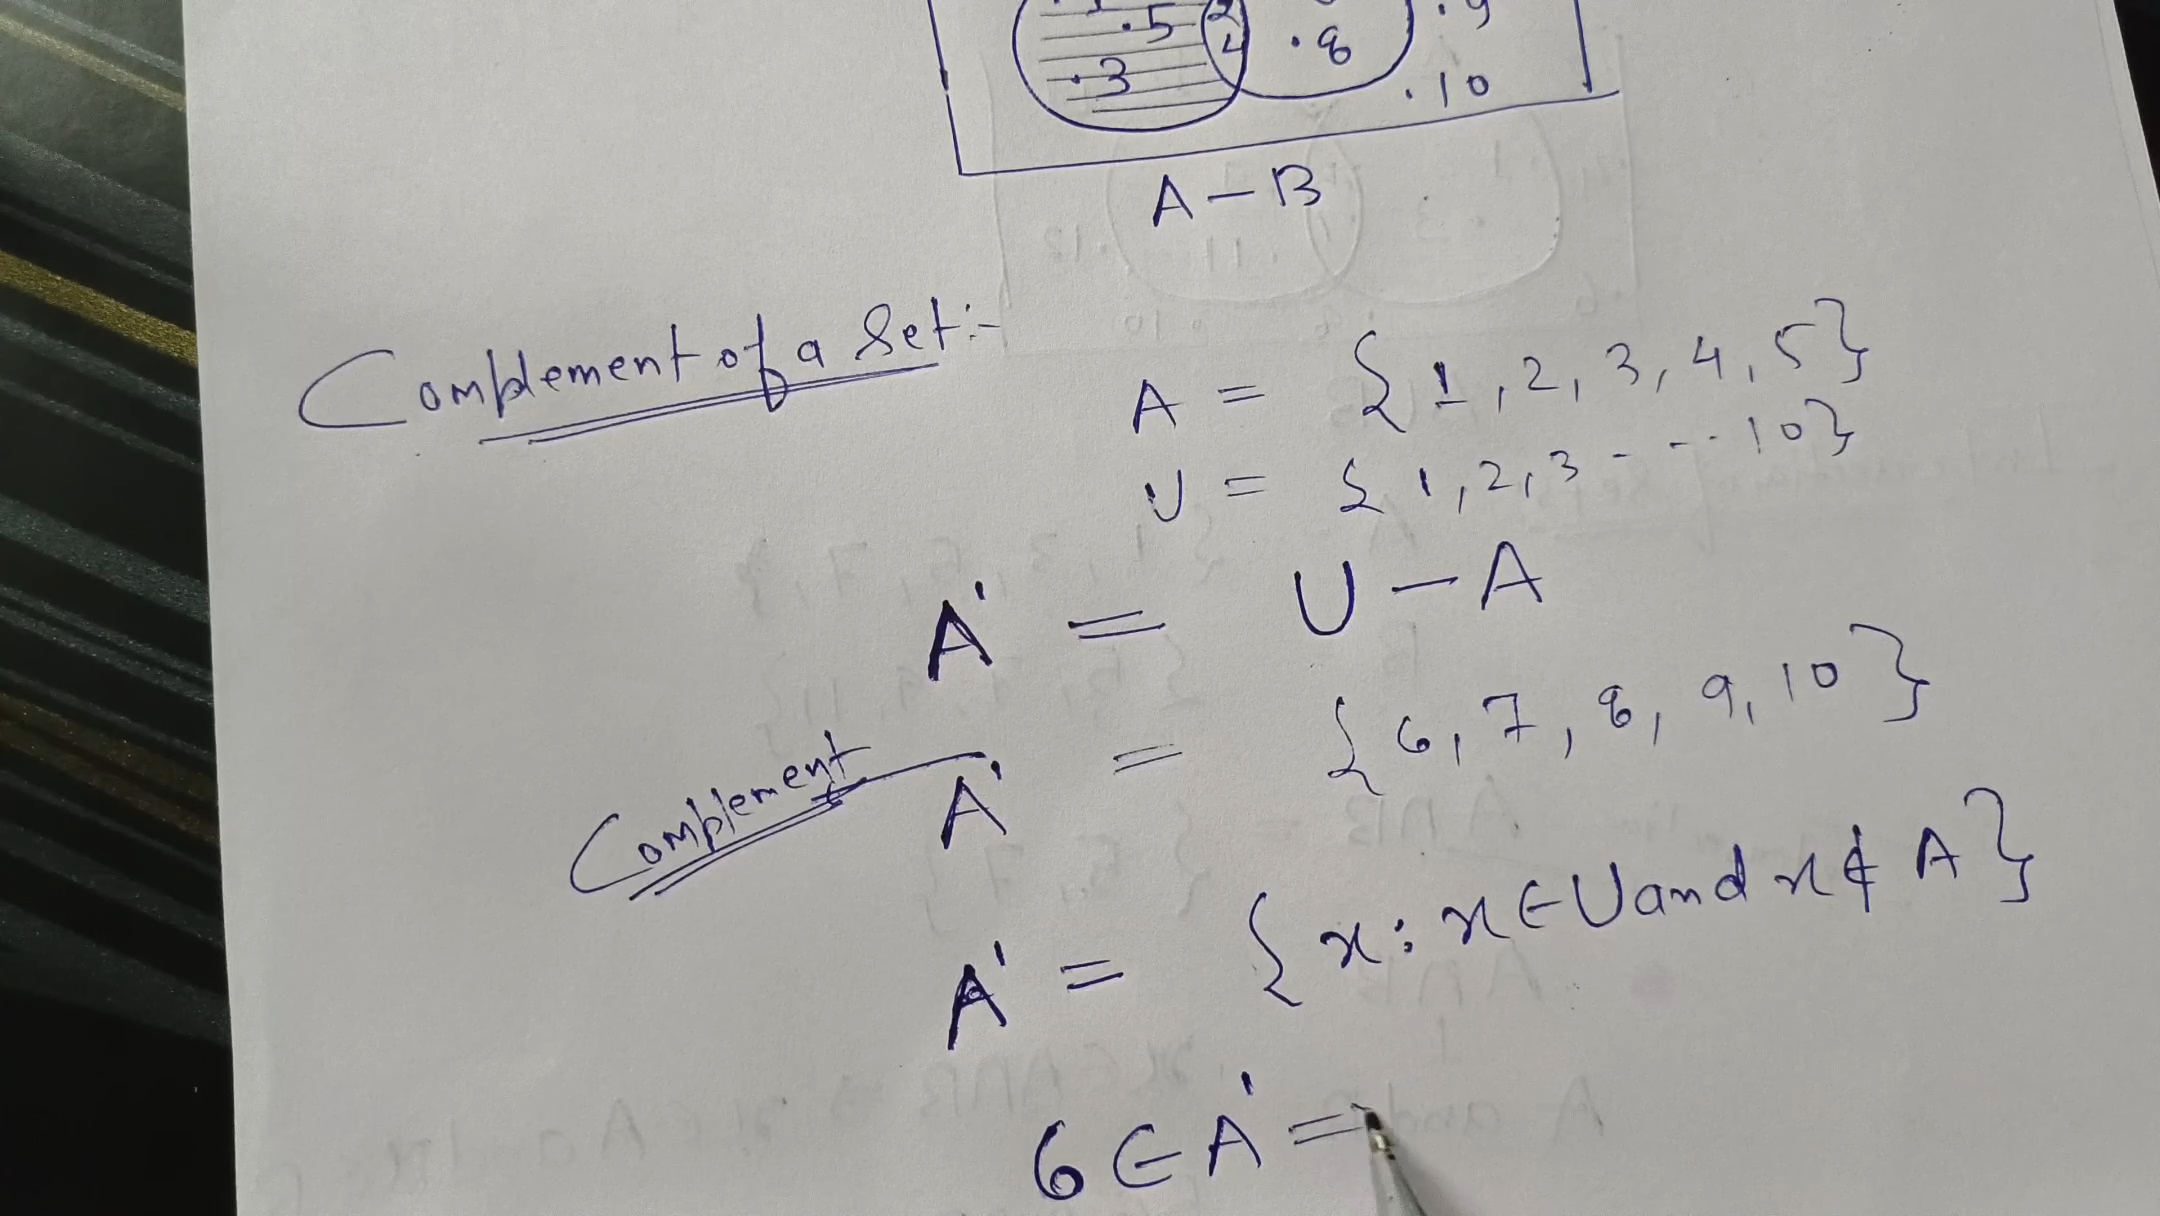 .5 2 .9
.3 4 .8 .10
A - B
Complement of a Set:-
A = {1, 2, 3, 4, 5}
U = {1, 2, 3 - - - 10}
A' = U - A
Complement A' = {6, 7, 8, 9, 10}
A' = {x : x ∈ U and x ∉ A}
6 ∈ A' =